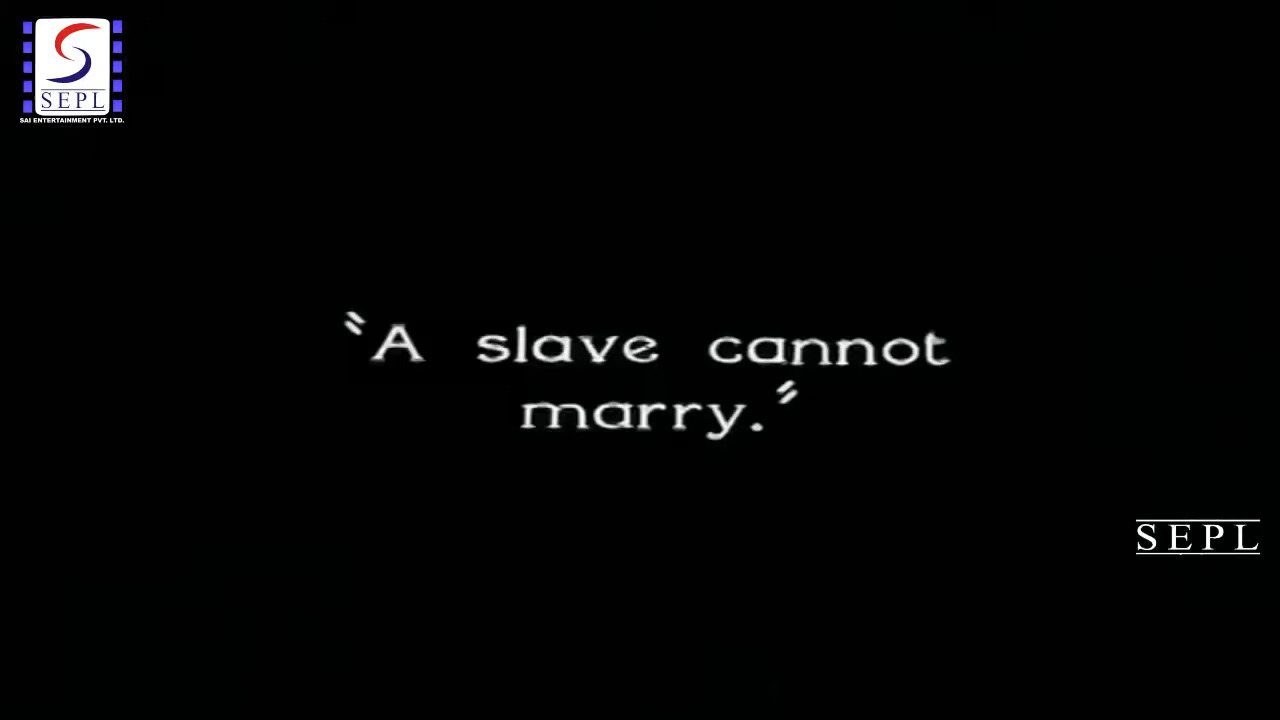 SEPL
SAI ENTERTAINMENT PVT. LTD.
"A slave cannot
marry."
SEPL